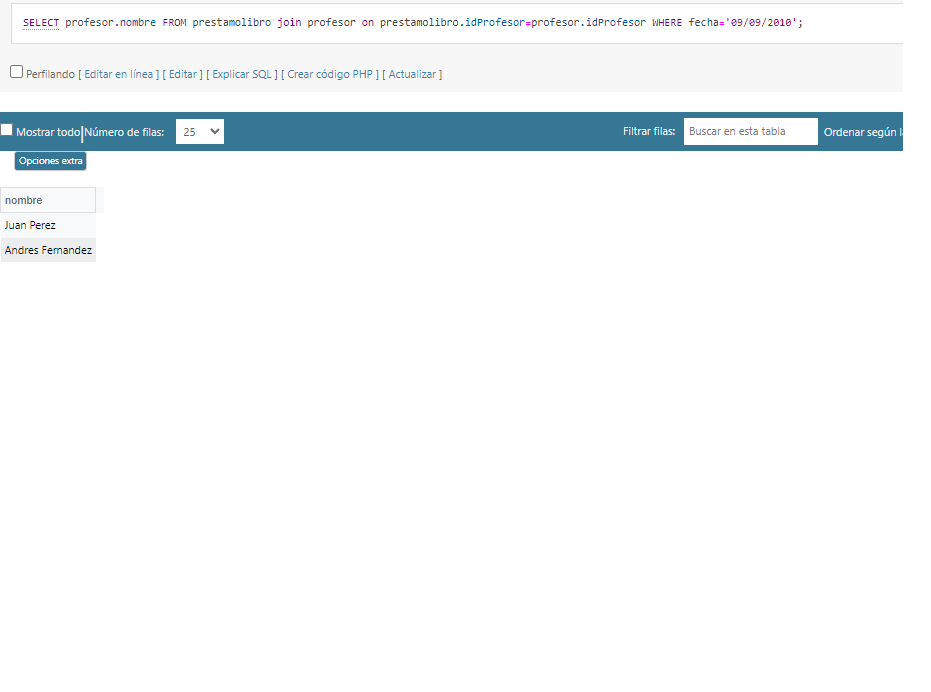 SELECT profesor.nombre FROM prestamolibro join profesor on prestamolibro.idProfesor=profesor.idProfesor WHERE fecha='09/09/2010';
Perfilando [ Editar en línea ] [ Editar ] [ Explicar SQL ] [ Crear código PHP ] [ Actualizar ]
Mostrar todo Número de filas: 25 Filtrar filas: Buscar en esta tabla Ordenar según
Opciones extra
nombre
Juan Perez
Andres Fernandez